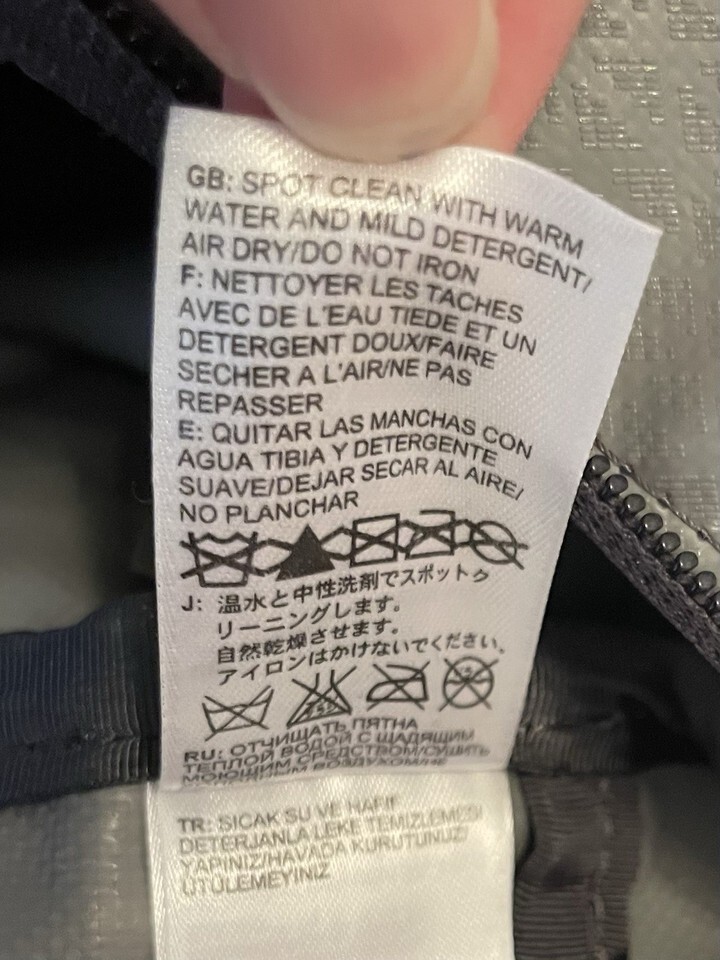 GB: SPOT CLEAN WITH WARM
WATER AND MILD DETERGENT/
AIR DRY/DO NOT IRON
F: NETTOYER LES TACHES
AVEC DE L'EAU TIEDE ET UN
DETERGENT DOUX/FAIRE
SECHER A L'AIR/NE PAS
REPASSER
E: QUITAR LAS MANCHAS CON
AGUA TIBIA Y DETERGENTE
SUAVE/DEJAR SECAR AL AIRE/
NO PLANCHAR
J: 温水と中性洗剤でスポットク
リーニングします。
自然乾燥させます。
アイロンはかけないでください。
RU: ОТЧИЩАТЬ ПЯТНА
ТЕПЛОЙ ВОДОЙ С ЩАДЯЩИМ
МОЮЩИМ СРЕДСТВОМ/СУШИТЬ
TR: SICAK SU VE HAFIF
DETERJANLA LEKE TEMIZLEMESI
YAPINIZ/HAVADA KURUTUNUZ/
ÜTÜLEMEYINIZ